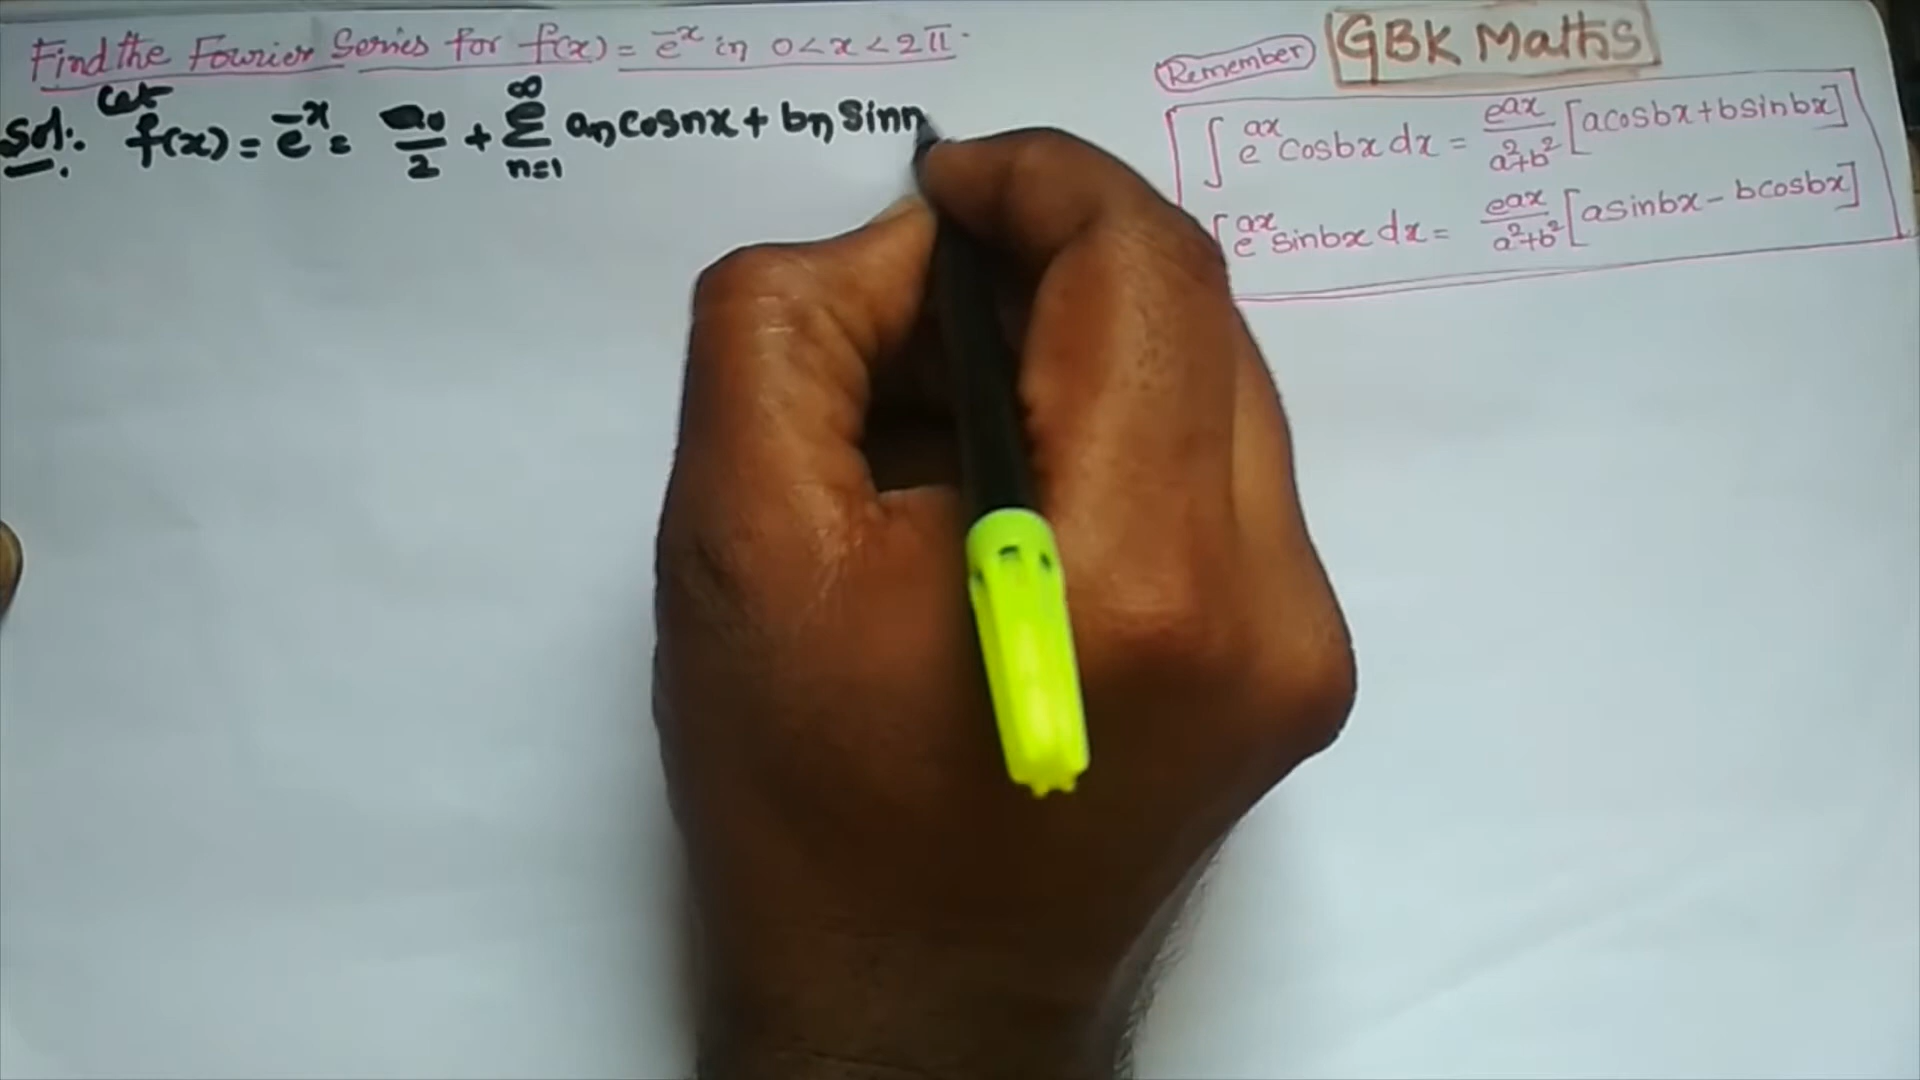 Find the Fourier Series for f(x) = e^-x in 0<x<2π.
Sol: Let f(x) = e^-x = a0/2 + Σ n=1 ∞ an cosnx + bn sinn
Remember
GBK Maths
∫ e^ax cosbx dx = e^ax/a²+b² [acosbx+bsinbx]
∫ e^ax sinbx dx = e^ax/a²+b² [asinbx - bcosbx]